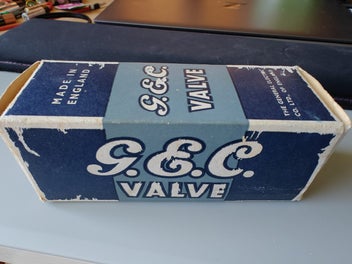 MADE IN
ENGLAND
G.E.C.
VALVE
THE GENERAL ELECTRIC
CO. LTD. OF ENGLAND
G.E.C.
VALVE